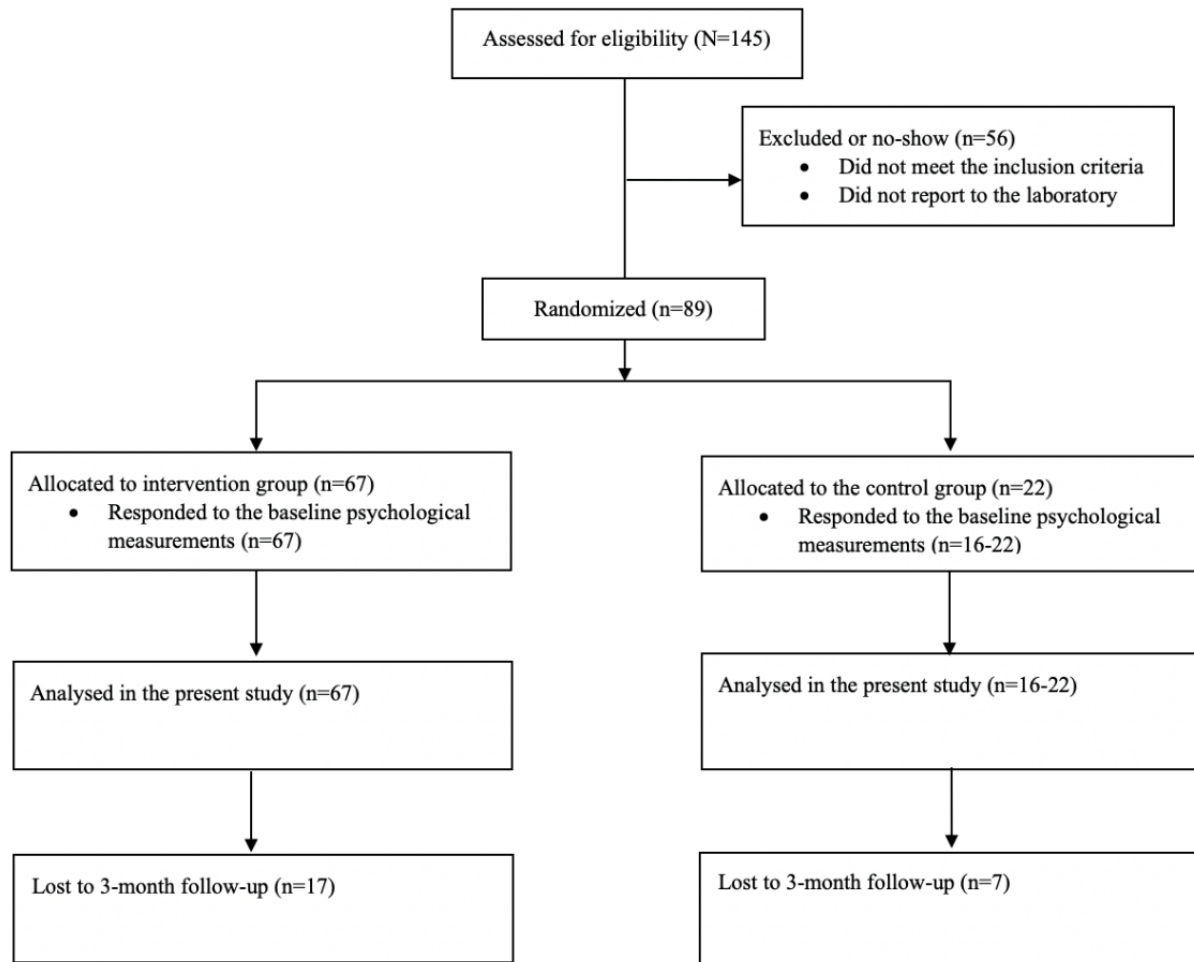 Assessed for eligibility (N=145)
Excluded or no-show (n=56)
• Did not meet the inclusion criteria
• Did not report to the laboratory
Randomized (n=89)
Allocated to intervention group (n=67)
• Responded to the baseline psychological
measurements (n=67)
Allocated to the control group (n=22)
• Responded to the baseline psychological
measurements (n=16-22)
Analysed in the present study (n=67)
Analysed in the present study (n=16-22)
Lost to 3-month follow-up (n=17)
Lost to 3-month follow-up (n=7)